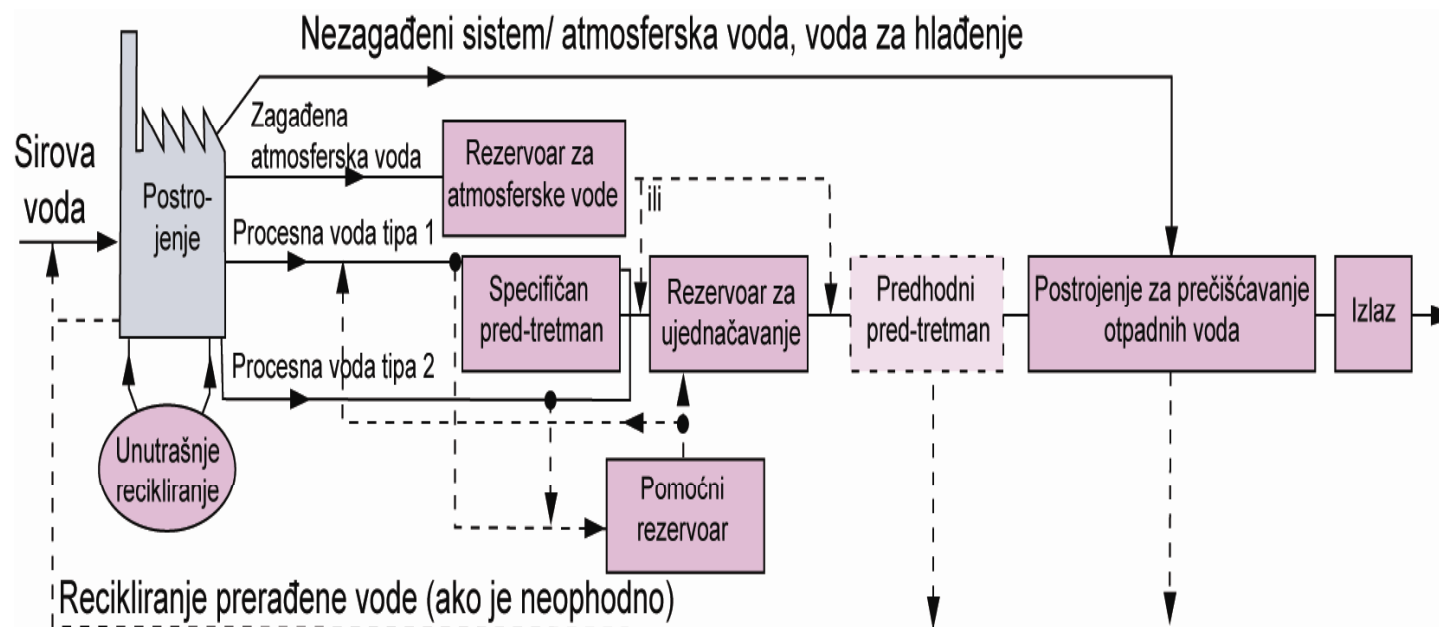 Nezagađeni sistem/ atmosferska voda, voda za hlađenje
Zagađena
atmosferska voda
Sirova
voda
Postro-
jenje
Rezervoar za
atmosferske vode
ili
Procesna voda tipa 1
Specifičan
pred-tretman
Rezervoar za
ujednačavanje
Predhodni
pred-tretman
Postrojenje za prečišćavanje
otpadnih voda
Izlaz
Procesna voda tipa 2
Unutrašnje
recikliranje
Pomoćni
rezervoar
Recikliranje prerađene vode (ako je neophodno)